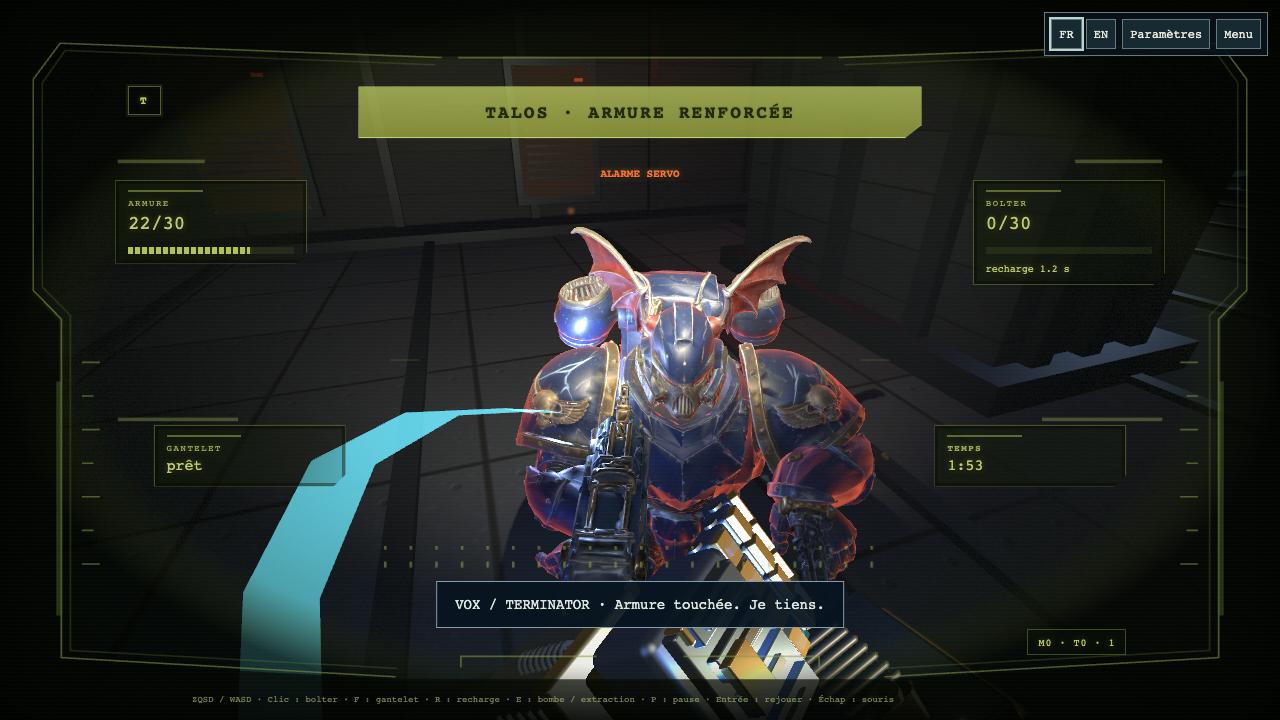 FR EN Paramètres Menu
T
TALOS · ARMURE RENFORCÉE
ALARME SERVO
ARMURE
22/30
BOLTER
0/30
recharge 1.2 s
GANTELET
prêt
TEMPS
1:53
VOX / TERMINATOR · Armure touchée. Je tiens.
M0 · T0 · 1
ZQSD / WASD · Clic : bolter · F : gantelet · R : recharge · E : bombe / extraction · P : pause · Entrée : rejouer · Échap : souris